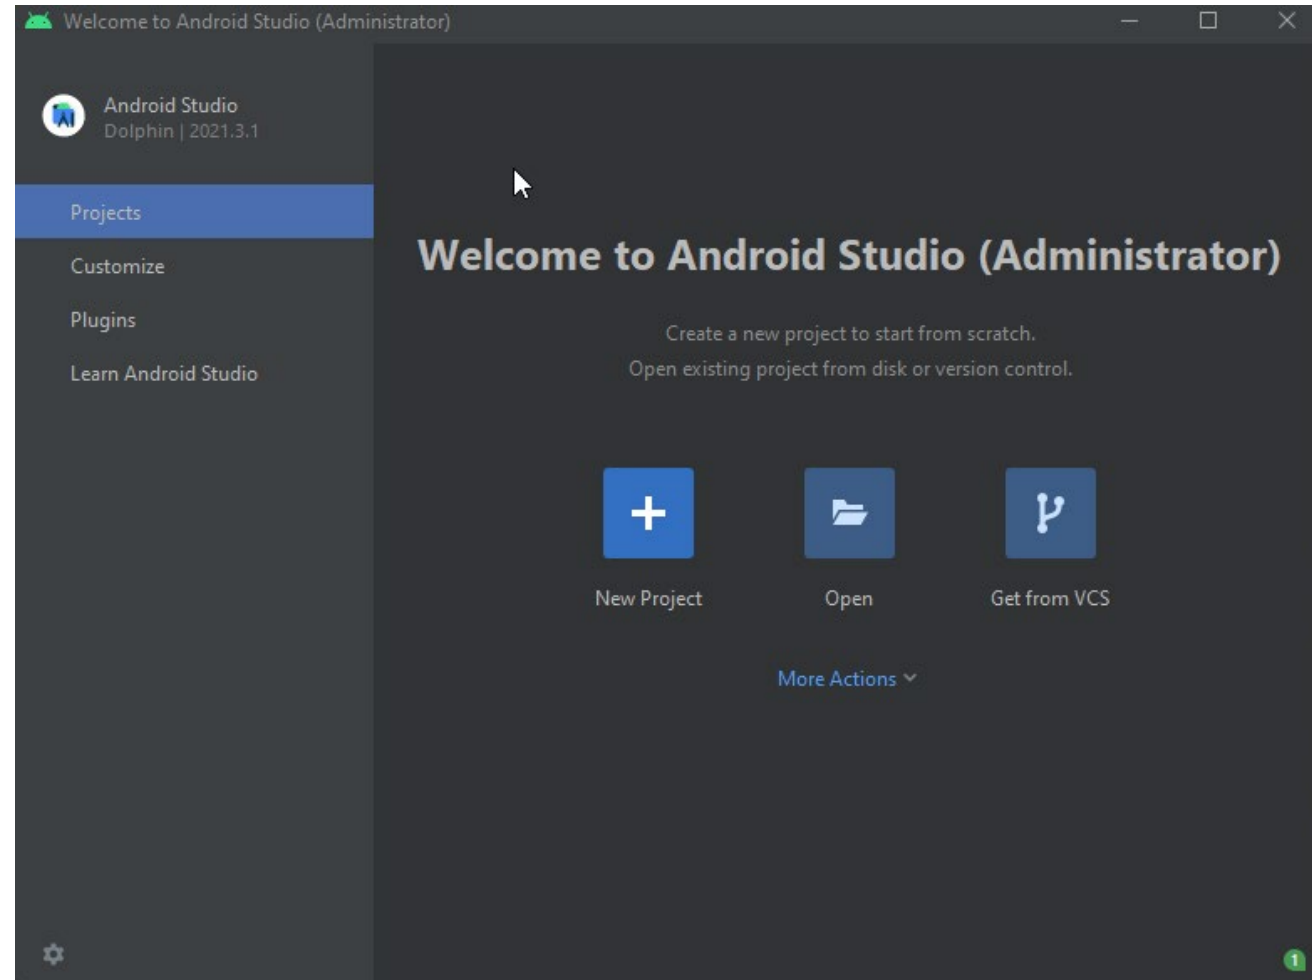 Welcome to Android Studio (Administrator)
Android Studio
Dolphin | 2021.3.1
Projects
Customize
Plugins
Learn Android Studio
Welcome to Android Studio (Administrator)
Create a new project to start from scratch.
Open existing project from disk or version control.
New Project
Open
Get from VCS
More Actions
1